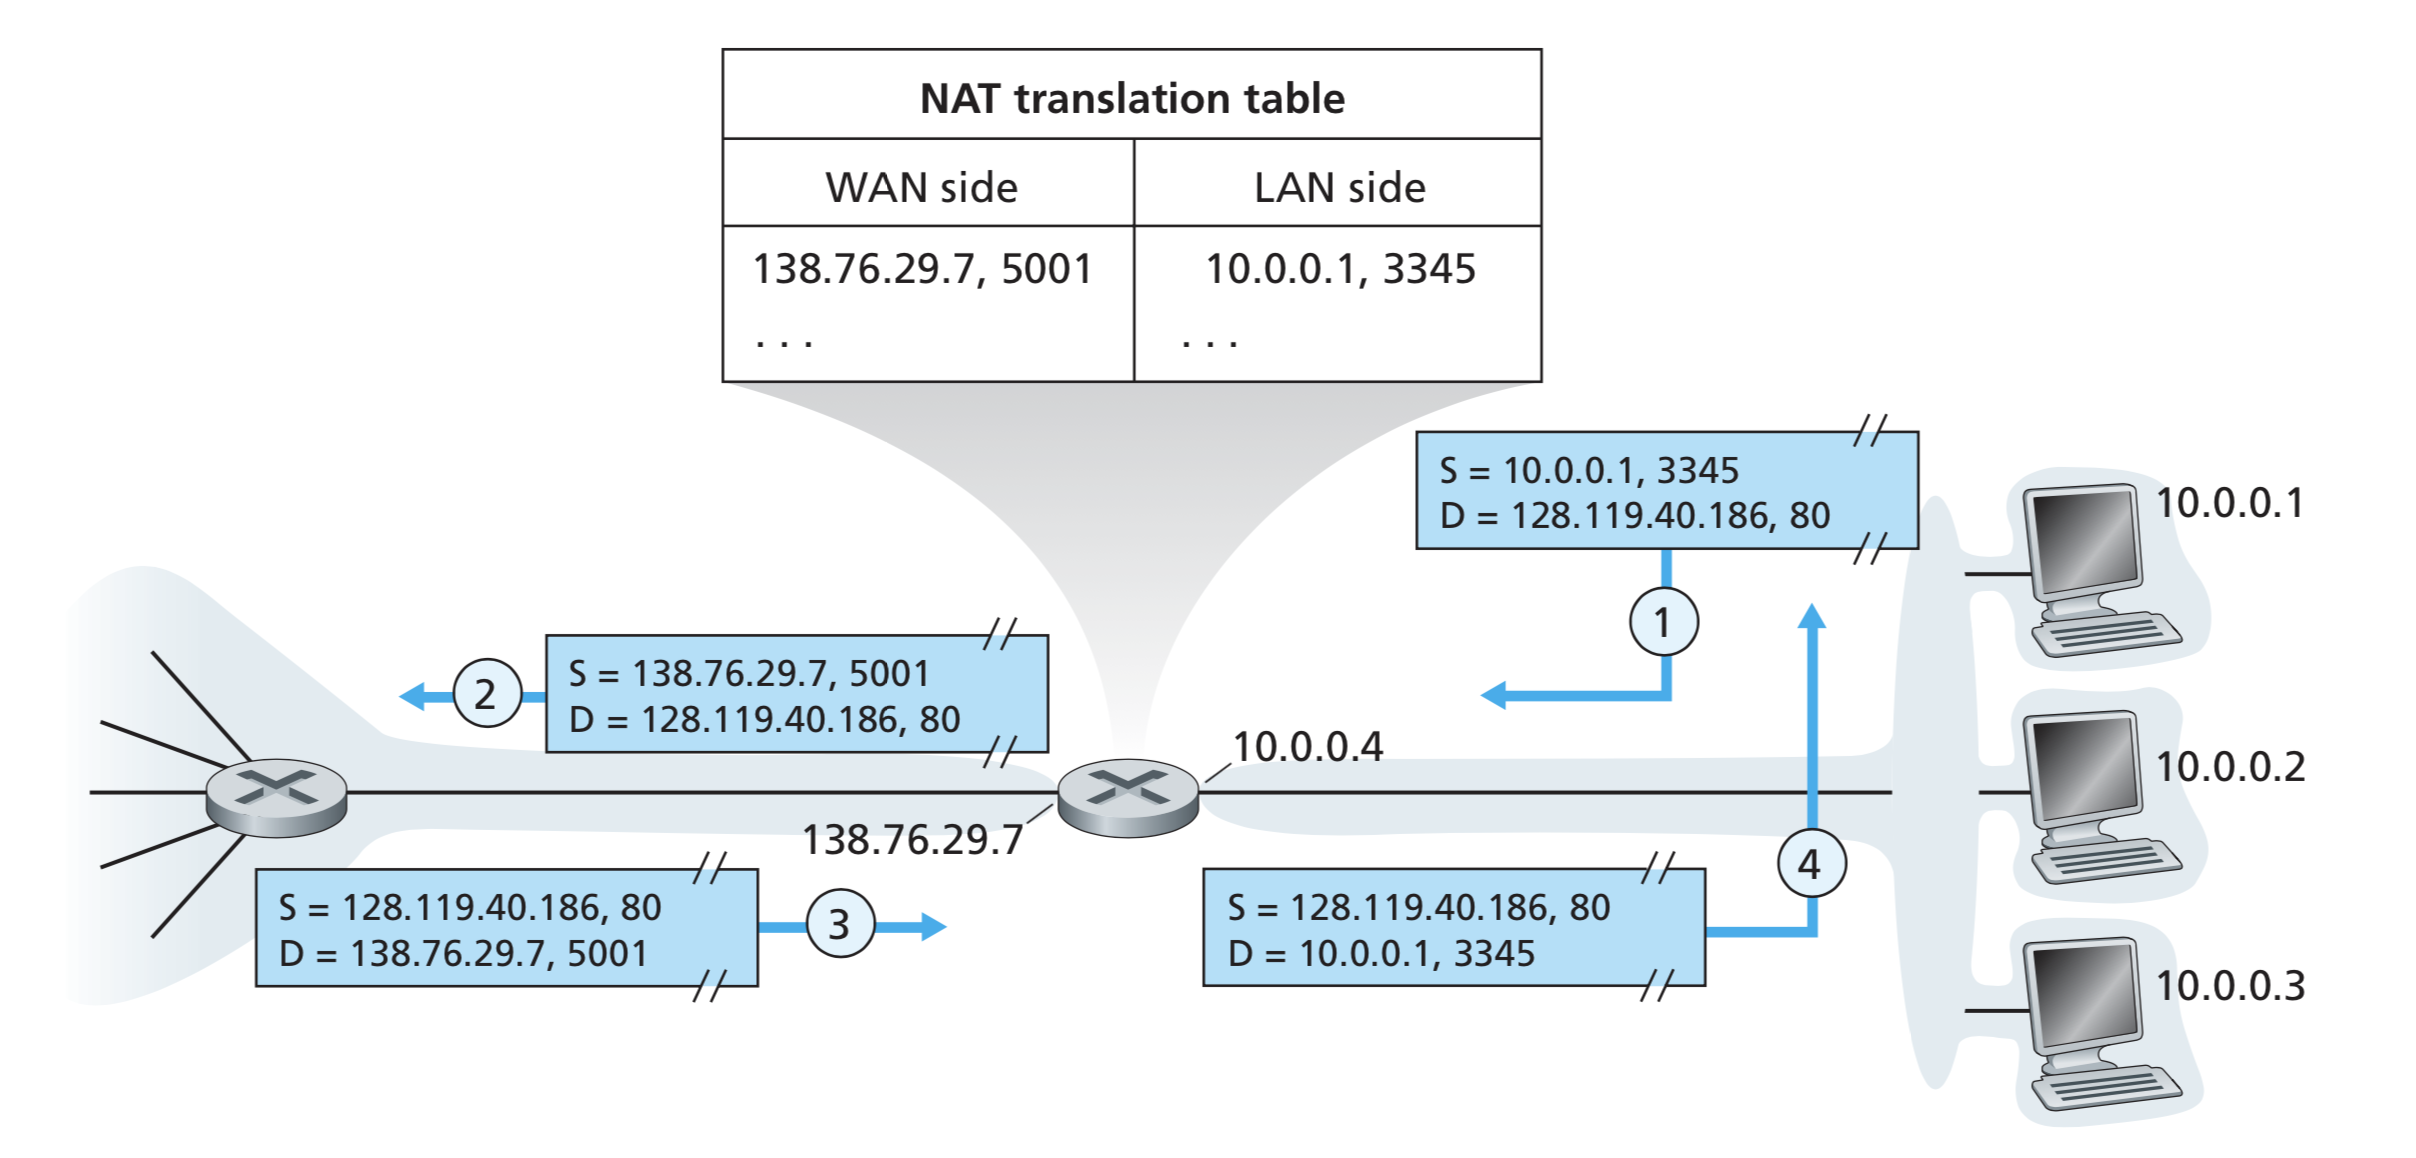 NAT translation table
WAN side
LAN side
138.76.29.7, 5001
10.0.0.1, 3345
. . .
. . .
S = 10.0.0.1, 3345
D = 128.119.40.186, 80
10.0.0.1
1
S = 138.76.29.7, 5001
D = 128.119.40.186, 80
2
10.0.0.4
10.0.0.2
138.76.29.7
4
S = 128.119.40.186, 80
D = 138.76.29.7, 5001
3
S = 128.119.40.186, 80
D = 10.0.0.1, 3345
10.0.0.3